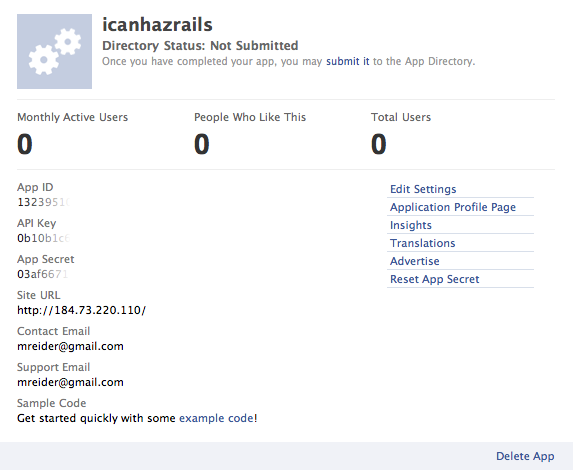 icanhazrails
Directory Status: Not Submitted
Once you have completed your app, you may submit it to the App Directory.
Monthly Active Users People Who Like This Total Users
0 0 0
App ID
1323951
API Key
0b10b1c
App Secret
03af667
Site URL
http://184.73.220.110/
Contact Email
mreider@gmail.com
Support Email
mreider@gmail.com
Sample Code
Get started quickly with some example code!
Edit Settings
Application Profile Page
Insights
Translations
Advertise
Reset App Secret
Delete App